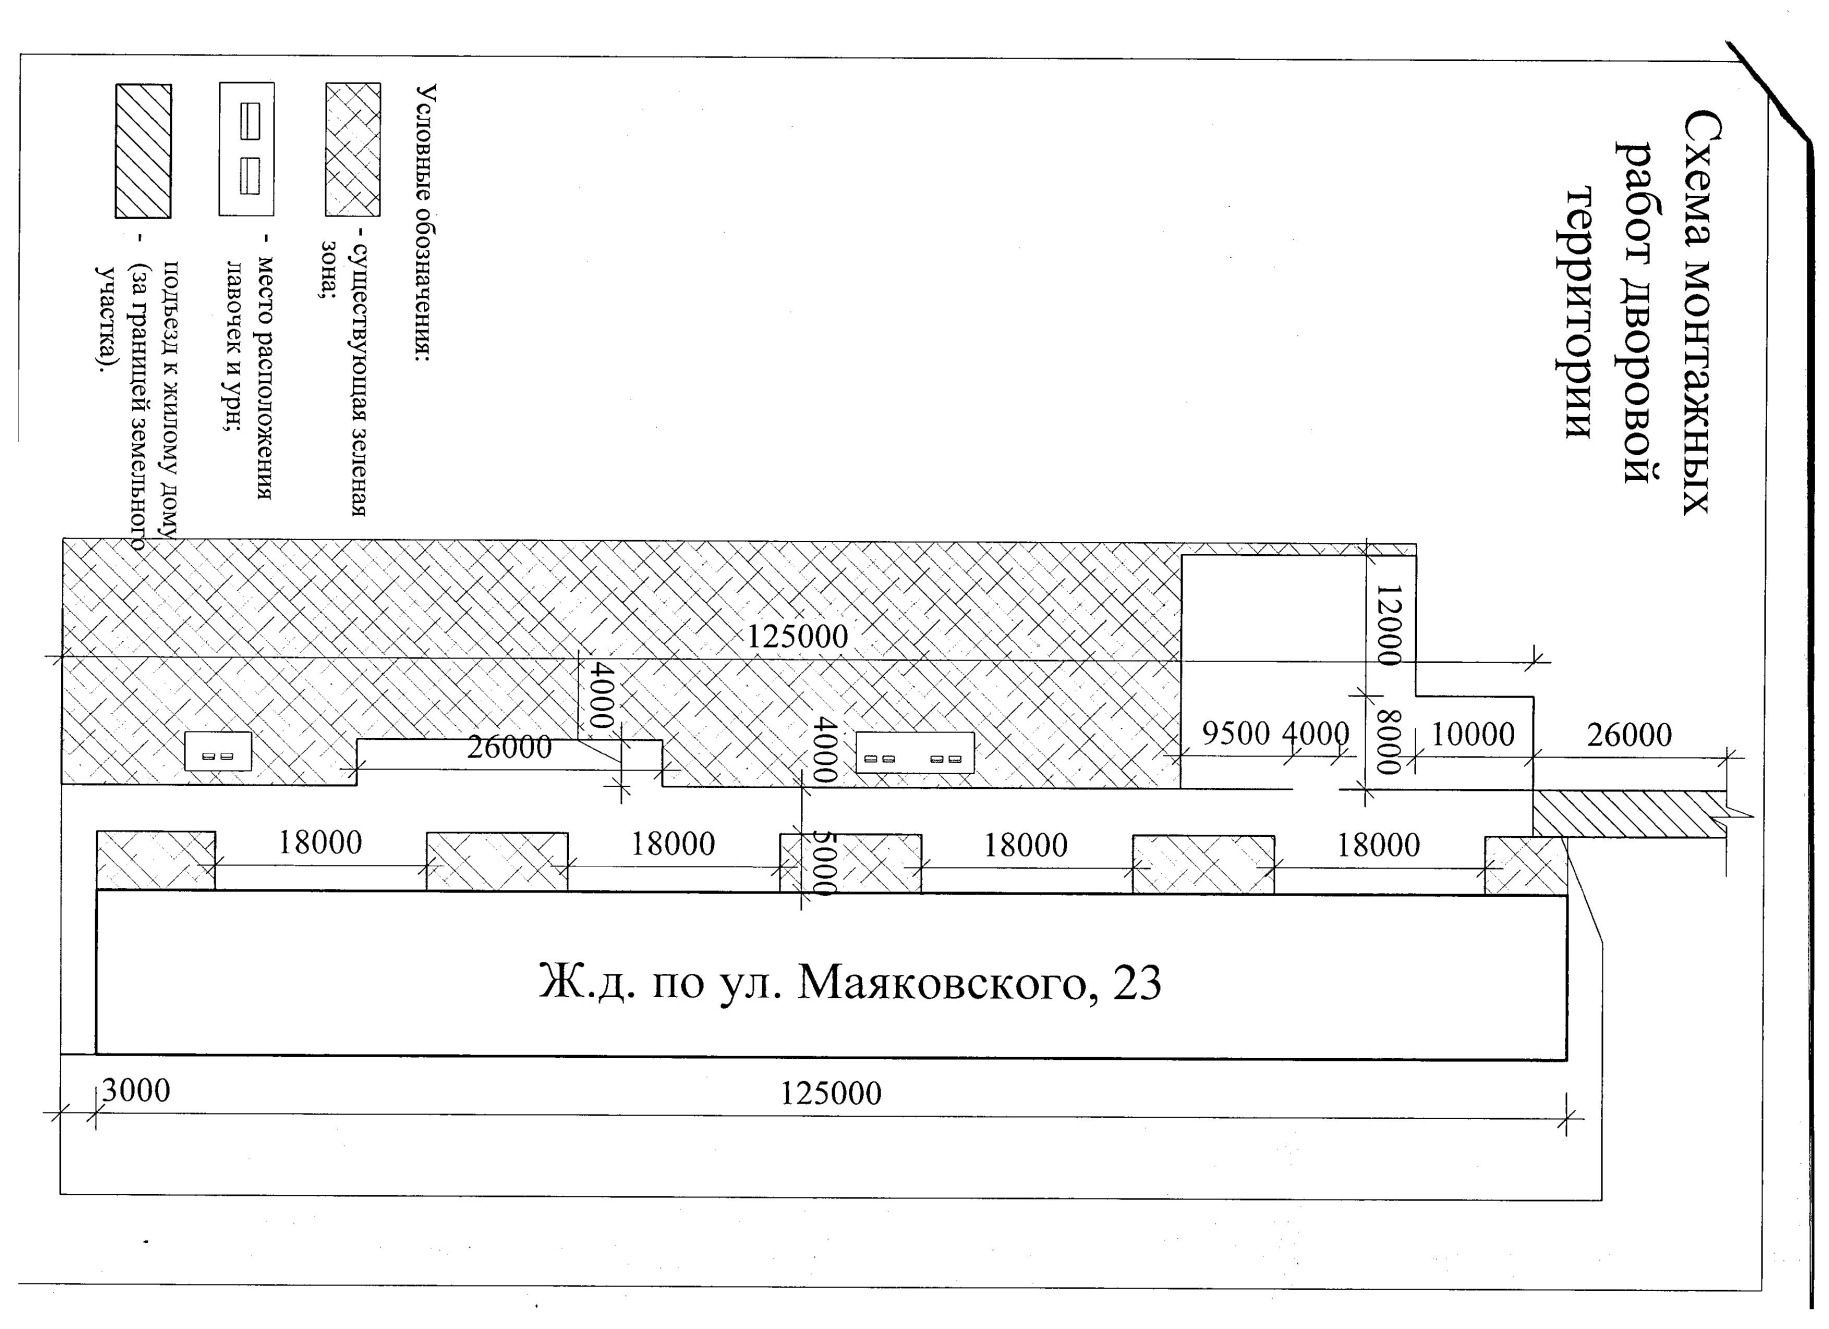 Схема монтажных
работ дворовой
территории
Условные обозначения:
- существующая зеленая
зона;
- место расположения
лавочек и урн;
подъезд к жилому дому
- (за границей земельного
участка).
125000
12000
4000
4000
8000
26000
9500
4000
10000
26000
18000
18000
5000
18000
18000
Ж.д. по ул. Маяковского, 23
3000
125000